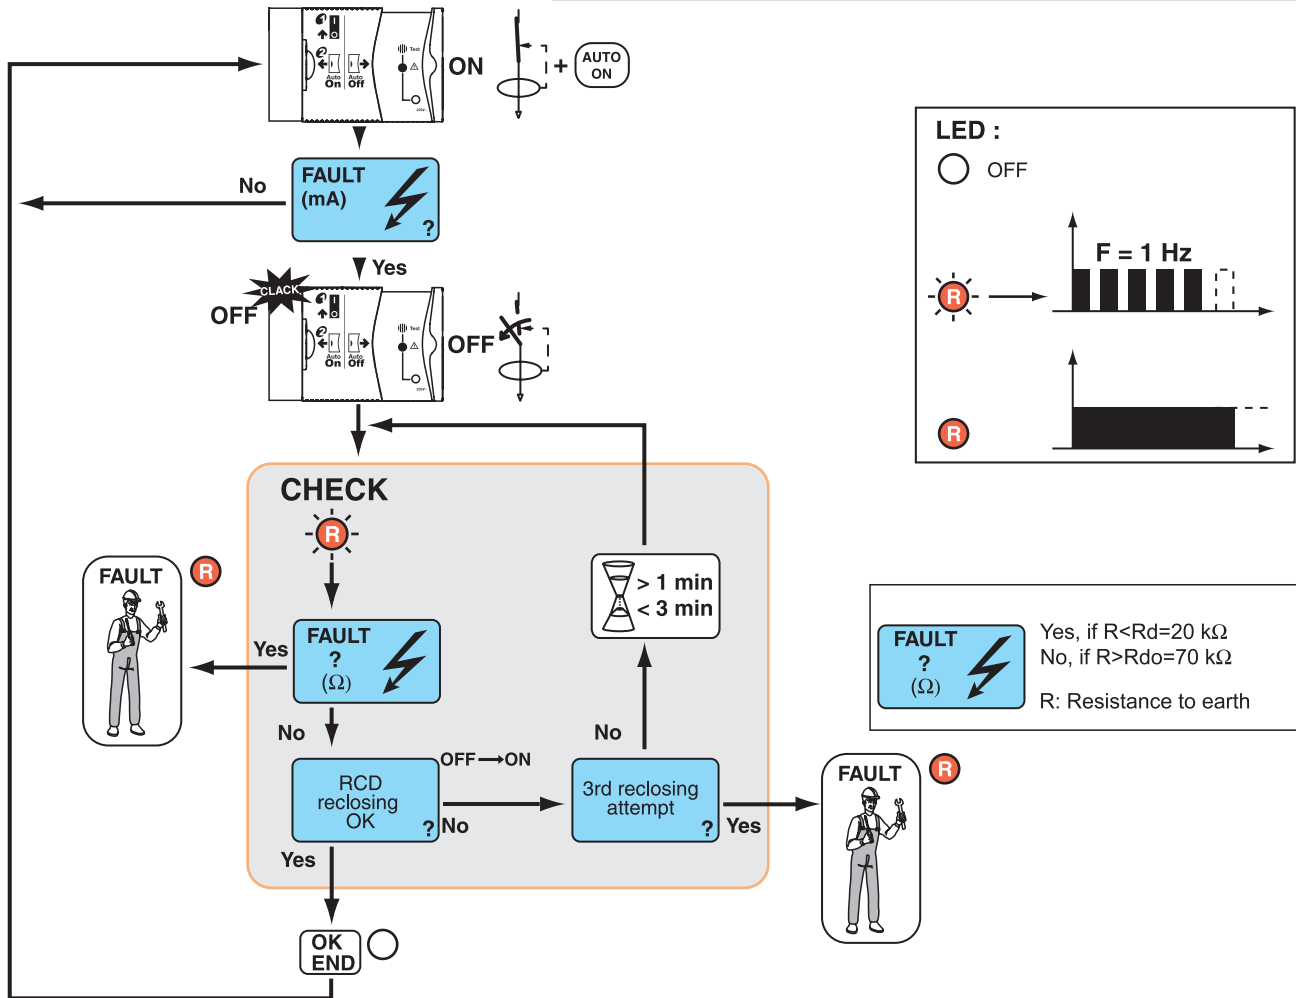 Auto
On
Auto
Off
Test
230V~
ON
+
AUTO
ON
No
FAULT
(mA)
?
Yes
CLACK
OFF
Auto
On
Auto
Off
Test
230V~
OFF
CHECK
R
FAULT
R
Yes
FAULT
?
(Ω)
No
> 1 min
< 3 min
No
OFF → ON
RCD
reclosing
OK
?
No
3rd reclosing
attempt
?
Yes
FAULT
R
Yes
OK
END
LED :
OFF
R
F = 1 Hz
R
FAULT
?
(Ω)
Yes, if R<Rd=20 kΩ
No, if R>Rdo=70 kΩ
R: Resistance to earth